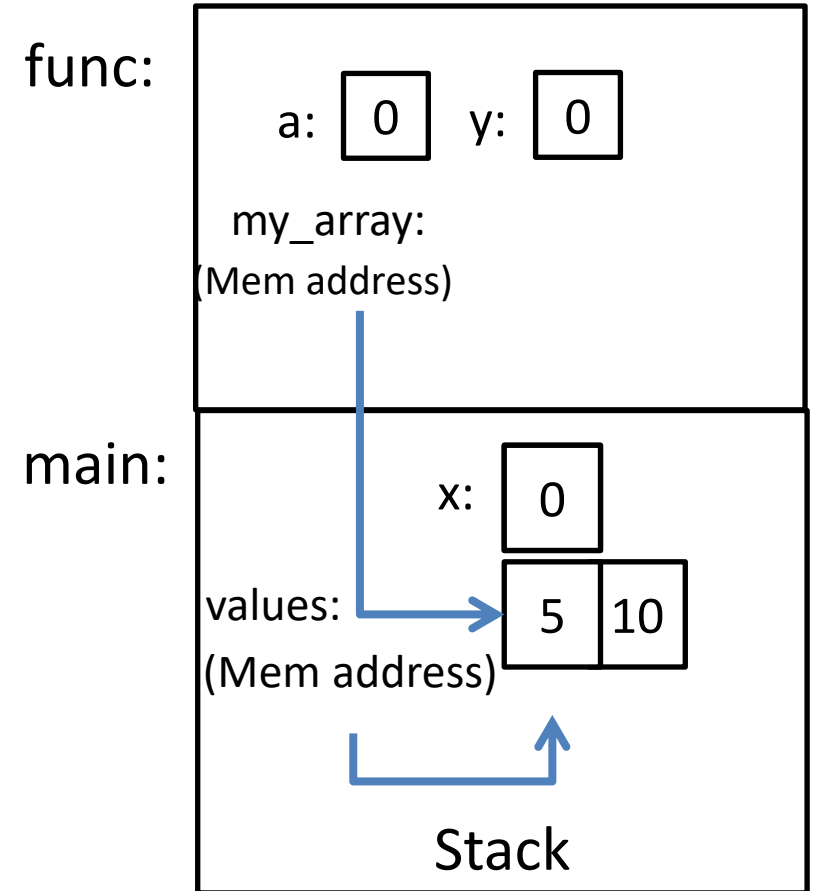 func:
a: 0 y: 0
my_array:
(Mem address)
main:
x: 0
values: 5 10
(Mem address)
Stack